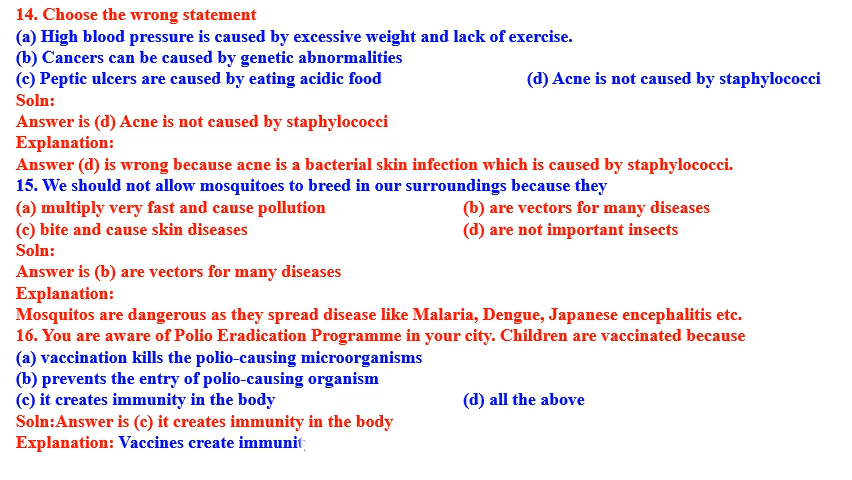 14. Choose the wrong statement
(a) High blood pressure is caused by excessive weight and lack of exercise.
(b) Cancers can be caused by genetic abnormalities
(c) Peptic ulcers are caused by eating acidic food (d) Acne is not caused by staphylococci
Soln:
Answer is (d) Acne is not caused by staphylococci
Explanation:
Answer (d) is wrong because acne is a bacterial skin infection which is caused by staphylococci.
15. We should not allow mosquitoes to breed in our surroundings because they
(a) multiply very fast and cause pollution (b) are vectors for many diseases
(c) bite and cause skin diseases (d) are not important insects
Soln:
Answer is (b) are vectors for many diseases
Explanation:
Mosquitos are dangerous as they spread disease like Malaria, Dengue, Japanese encephalitis etc.
16. You are aware of Polio Eradication Programme in your city. Children are vaccinated because
(a) vaccination kills the polio-causing microorganisms
(b) prevents the entry of polio-causing organism
(c) it creates immunity in the body (d) all the above
Soln:Answer is (c) it creates immunity in the body
Explanation: Vaccines create